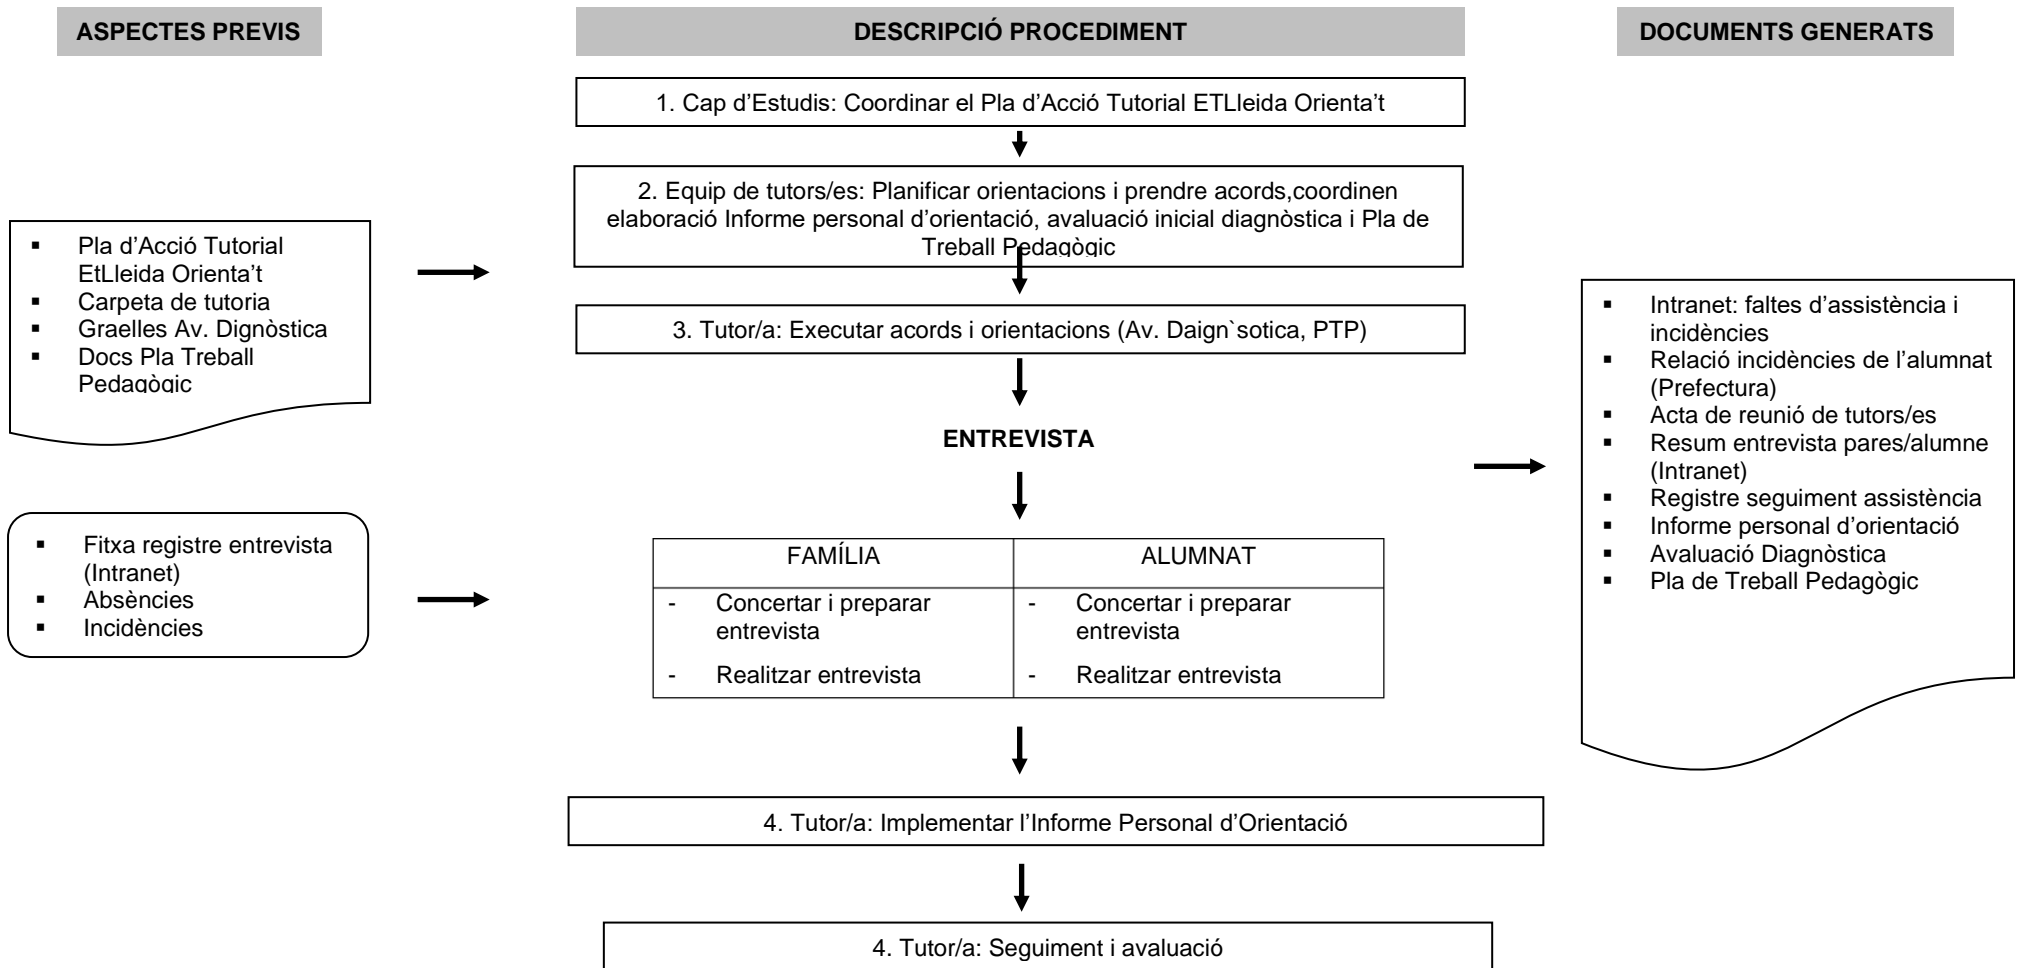 ASPECTES PREVIS
DESCRIPCIÓ PROCEDIMENT
DOCUMENTS GENERATS
1. Cap d’Estudis: Coordinar el Pla d’Acció Tutorial ETLleida Orienta’t
2. Equip de tutors/es: Planificar orientacions i prendre acords,coordinen
elaboració Informe personal d’orientació, avaluació inicial diagnòstica i Pla de
Treball Pedagògic
▪ Pla d’Acció Tutorial
EtLleida Orienta’t
▪ Carpeta de tutoria
▪ Graelles Av. Dignòstica
▪ Docs Pla Treball
Pedagògic
3. Tutor/a: Executar acords i orientacions (Av. Daign`sotica, PTP)
ENTREVISTA
▪ Fitxa registre entrevista
(Intranet)
▪ Absències
▪ Incidències
FAMÍLIA
- Concertar i preparar
entrevista
- Realitzar entrevista
ALUMNAT
- Concertar i preparar
entrevista
- Realitzar entrevista
4. Tutor/a: Implementar l’Informe Personal d’Orientació
4. Tutor/a: Seguiment i avaluació
▪ Intranet: faltes d’assistència i
incidències
▪ Relació incidències de l’alumnat
(Prefectura)
▪ Acta de reunió de tutors/es
▪ Resum entrevista pares/alumne
(Intranet)
▪ Registre seguiment assistència
▪ Informe personal d’orientació
▪ Avaluació Diagnòstica
▪ Pla de Treball Pedagògic